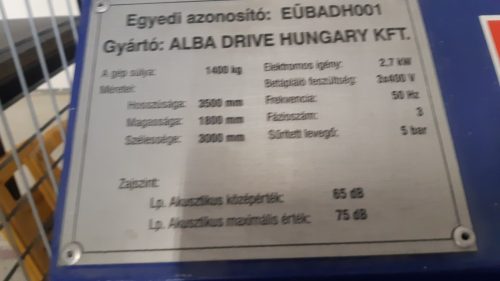 Egyedi azonosító: EÜBADH001
Gyártó: ALBA DRIVE HUNGARY KFT.
A gép súlya: 1400 kg
Méretei:
Hosszúsága: 3500 mm
Magassága: 1800 mm
Szélessége: 3000 mm
Elektromos igény: 2,7 kW
Betápláló feszültség: 3x400 V
Frekvencia: 50 Hz
Fázisszám: 3
Sűrített levegő: 5 bar
Zajszint:
Lp. Akusztikus középérték: 65 dB
Lp. Akusztikus maximális érték: 75 dB